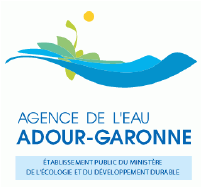 AGENCE DE L'EAU
ADOUR-GARONNE
ÉTABLISSEMENT PUBLIC DU MINISTÈRE
DE L'ÉCOLOGIE ET DU DÉVELOPPEMENT DURABLE